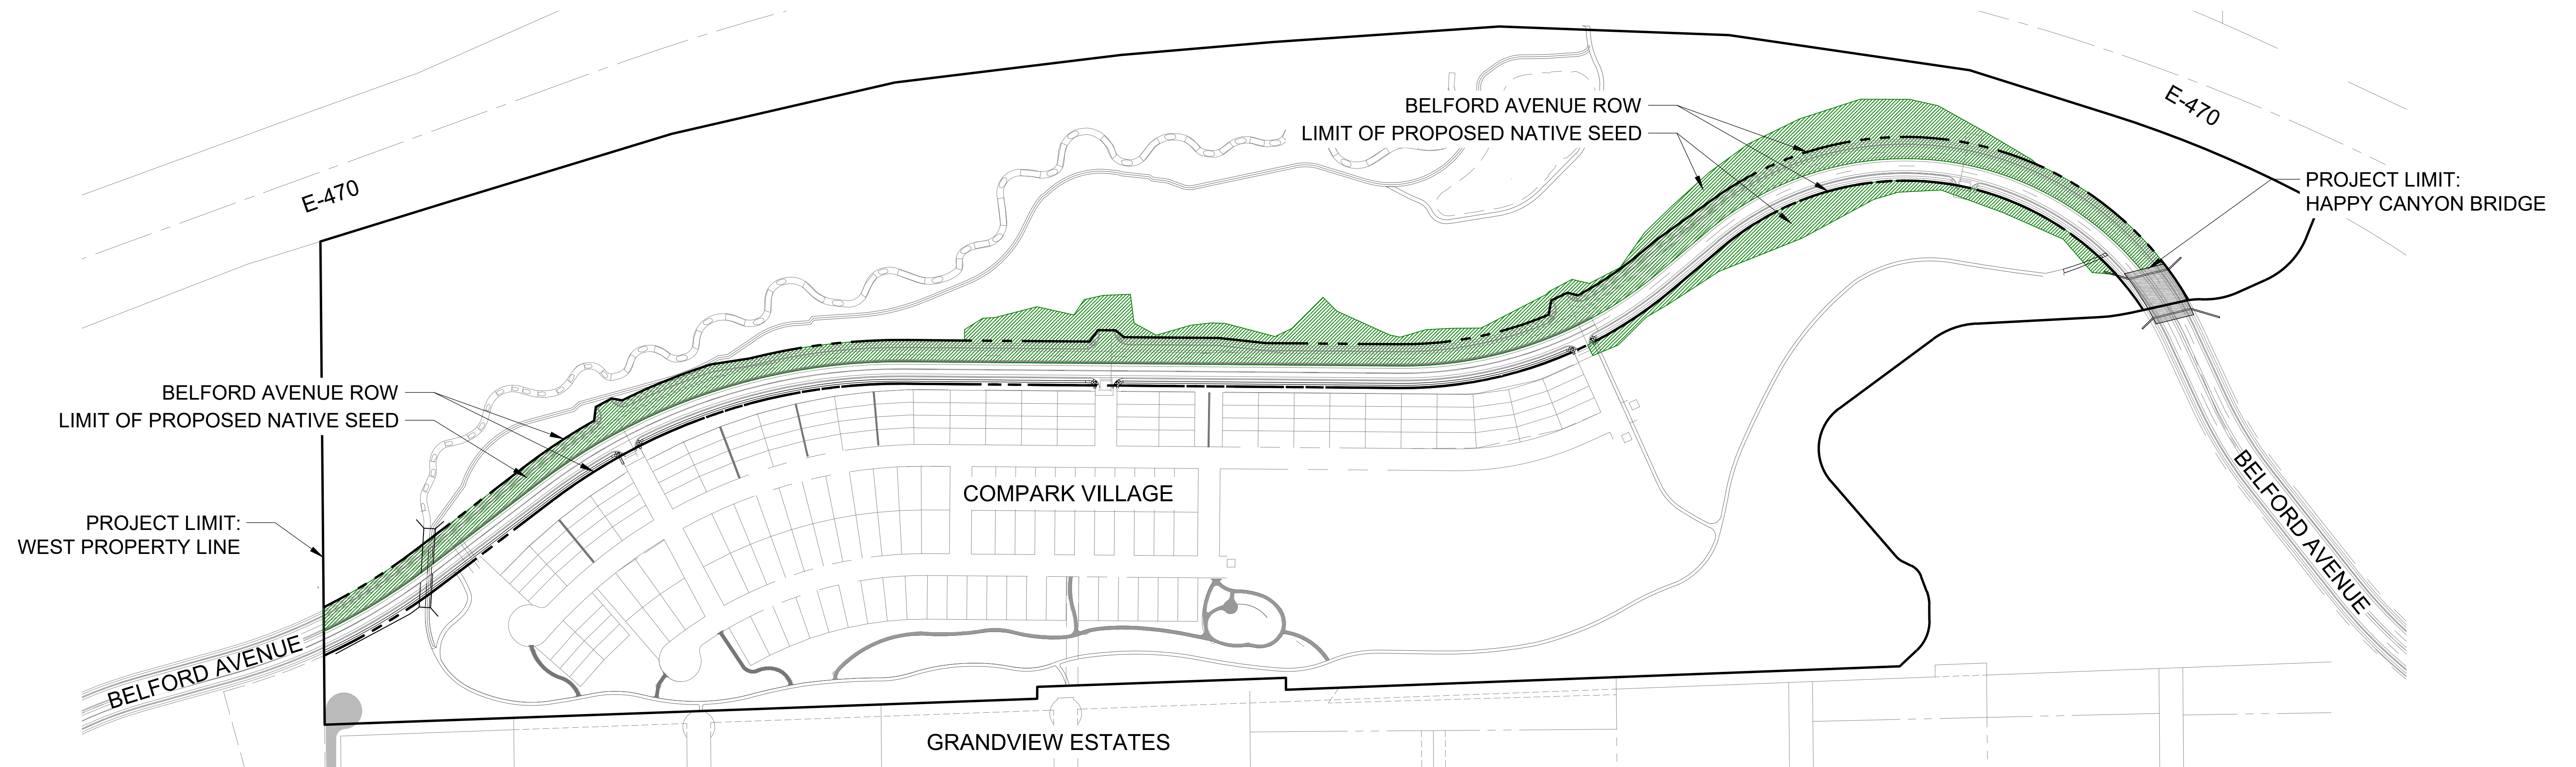 BELFORD AVENUE ROW
LIMIT OF PROPOSED NATIVE SEED
E-470
E-470
PROJECT LIMIT:
HAPPY CANYON BRIDGE
BELFORD AVENUE ROW
LIMIT OF PROPOSED NATIVE SEED
COMPARK VILLAGE
PROJECT LIMIT:
WEST PROPERTY LINE
BELFORD AVENUE
BELFORD AVENUE
GRANDVIEW ESTATES